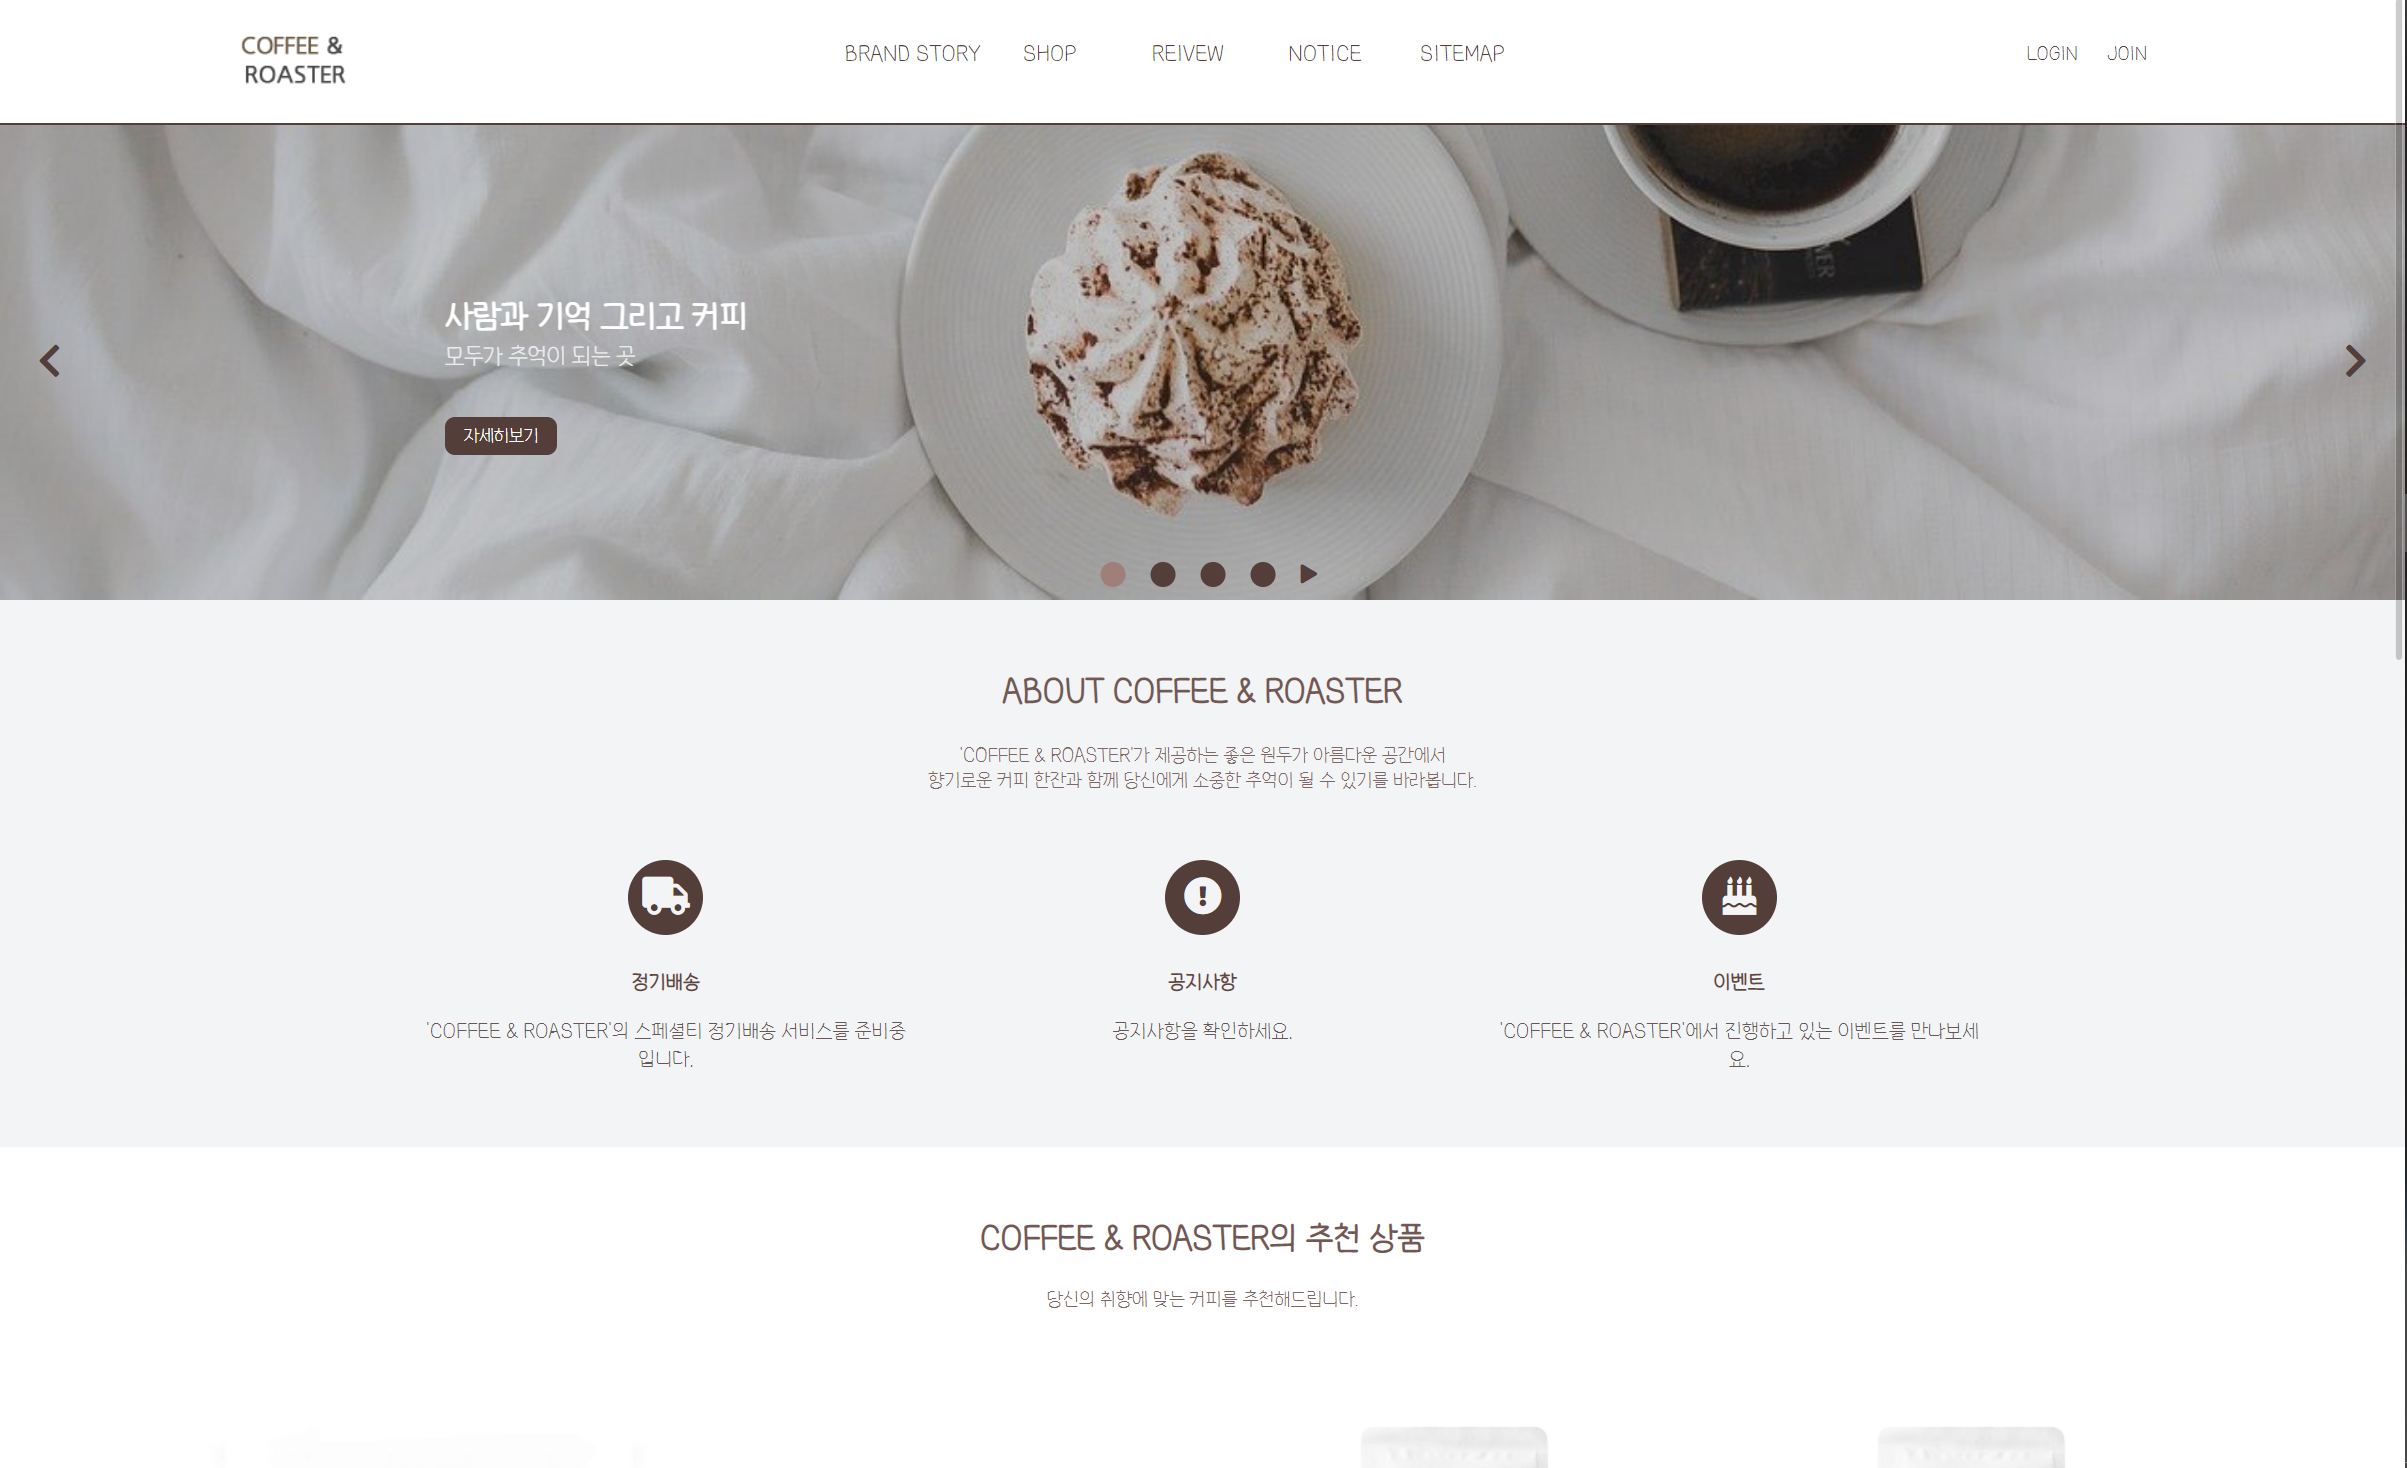 COFFEE &
ROASTER
BRAND STORY
SHOP
REIVEW
NOTICE
SITEMAP
LOGIN
JOIN
사람과 기억 그리고 커피
모두가 추억이 되는 곳
자세히보기
ABOUT COFFEE & ROASTER
'COFFEE & ROASTER'가 제공하는 좋은 원두가 아름다운 공간에서
향기로운 커피 한잔과 함께 당신에게 소중한 추억이 될 수 있기를 바라봅니다.
정기배송
공지사항
이벤트
'COFFEE & ROASTER'의 스페셜티 정기배송 서비스를 준비중
입니다.
공지사항을 확인하세요.
'COFFEE & ROASTER'에서 진행하고 있는 이벤트를 만나보세
요.
COFFEE & ROASTER의 추천 상품
당신의 취향에 맞는 커피를 추천해드립니다.